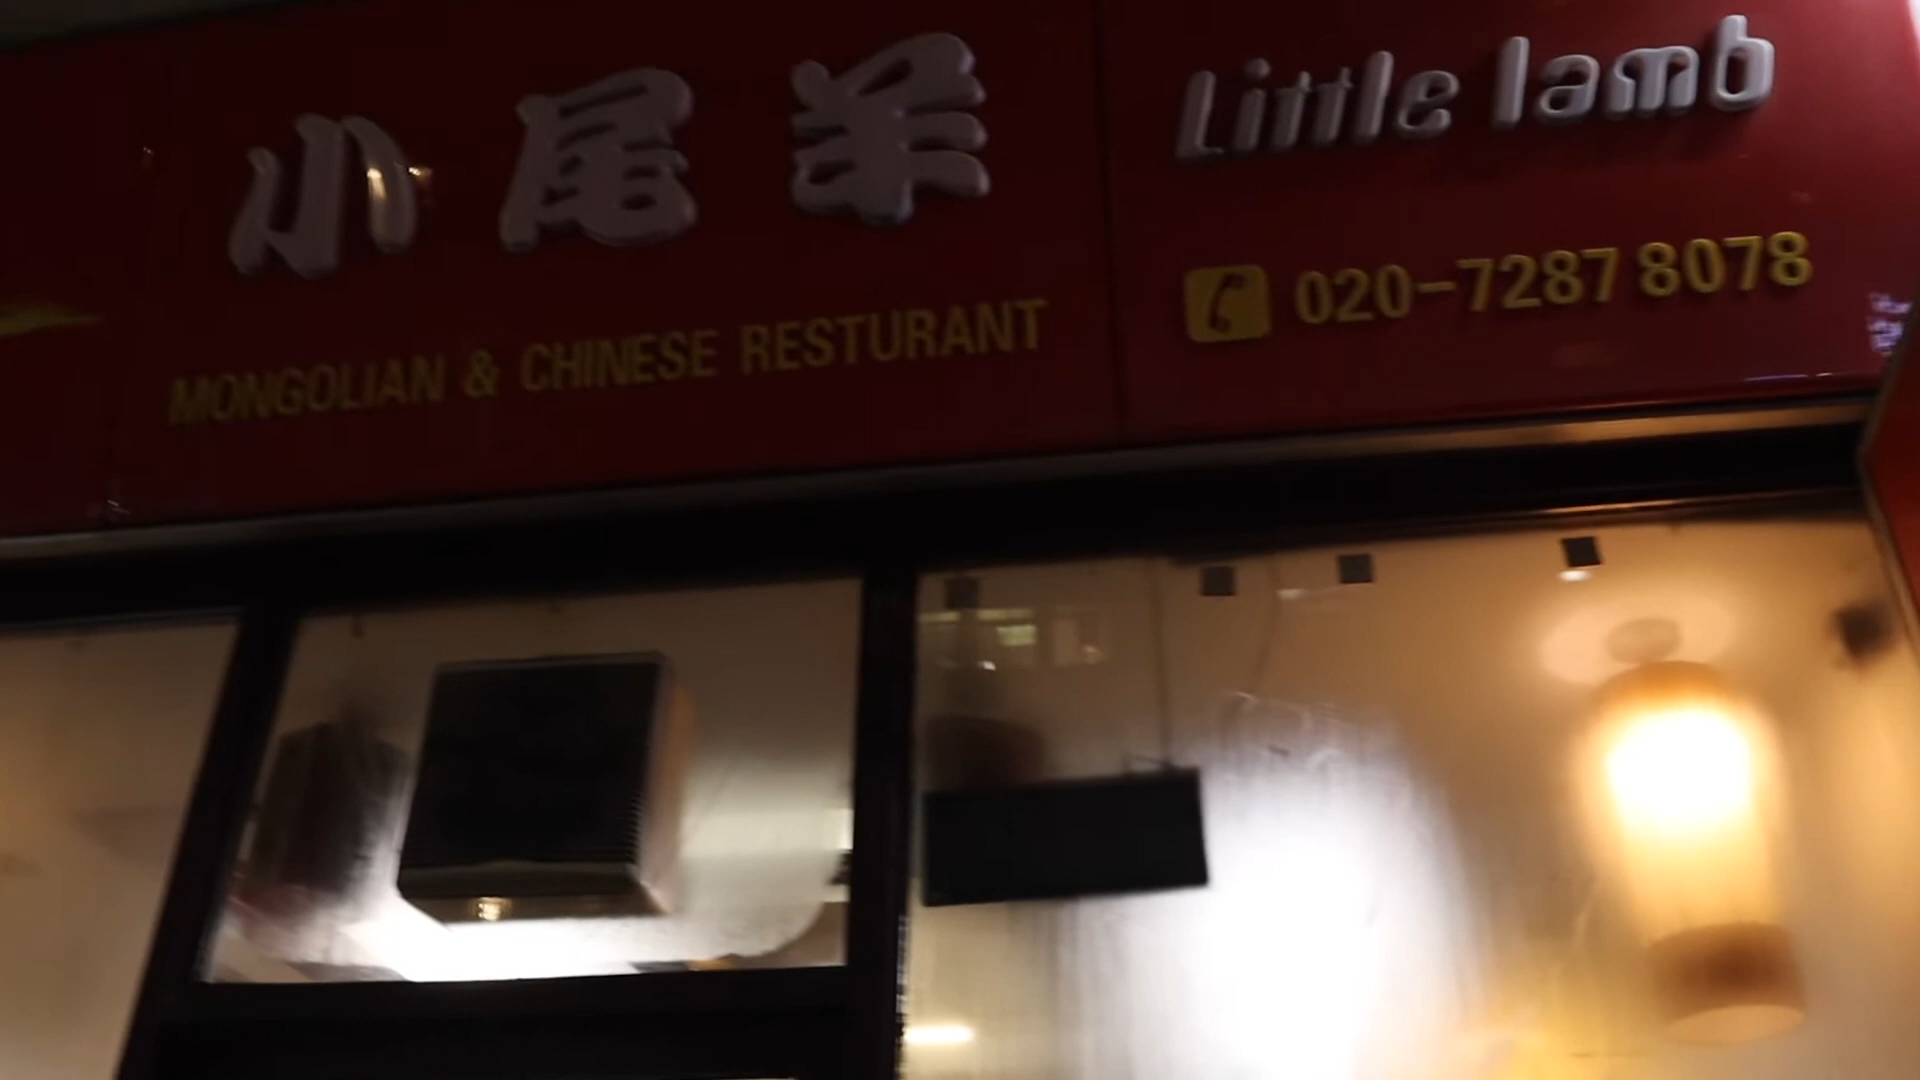 小尾羊
MONGOLIAN & CHINESE RESTURANT
Little lamb
020-7287 8078